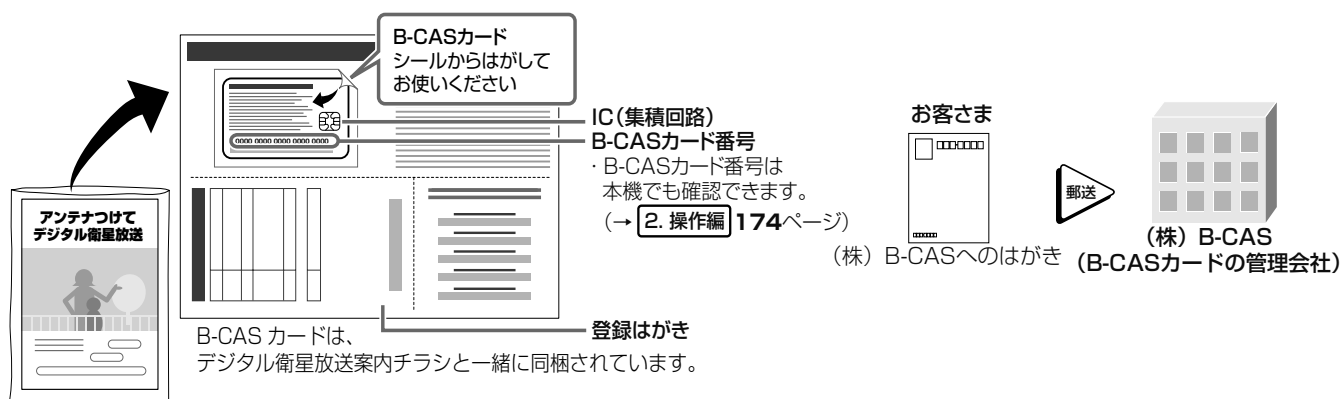 B-CASカード
シールからはがして
お使いください
0000 0000 0000 0000 0000
IC（集積回路）
B-CASカード番号
・B-CASカード番号は
本機でも確認できます。
（→ 2. 操作編 174ページ）
アンテナつけて
デジタル衛星放送
登録はがき
B-CAS カードは、
デジタル衛星放送案内チラシと一緒に同梱されています。
お客さま
（株）B-CASへのはがき
郵送
（株）B-CAS
（B-CASカードの管理会社）